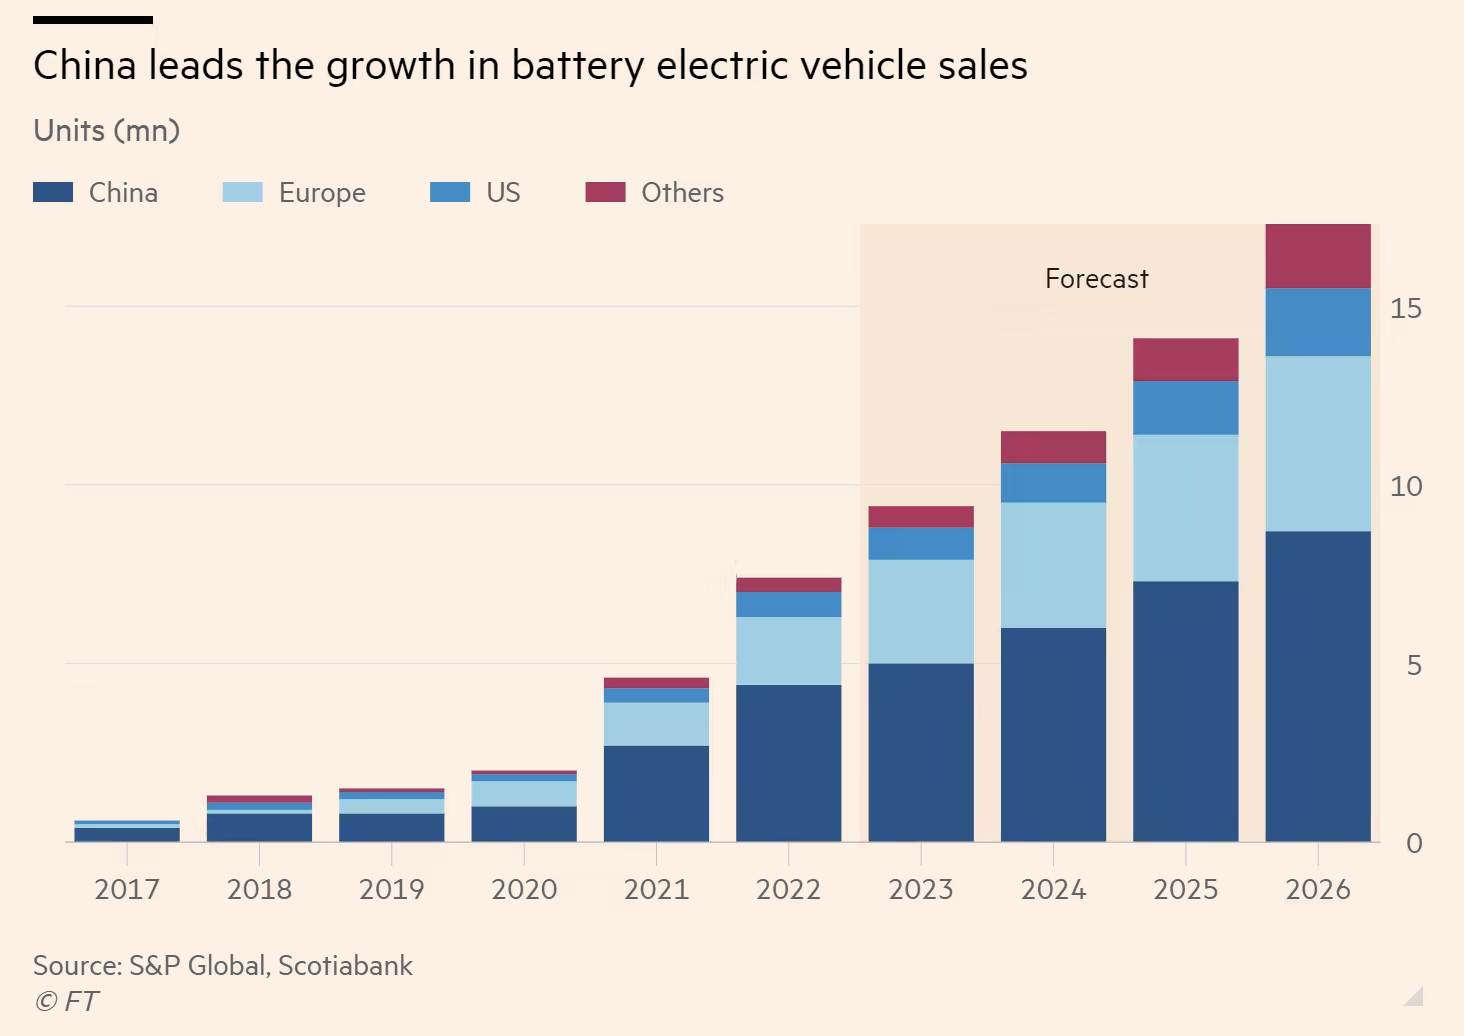 China leads the growth in battery electric vehicle sales
Units (mn)
China Europe US Others
Forecast
15
10
5
0
2017 2018 2019 2020 2021 2022 2023 2024 2025 2026
Source: S&P Global, Scotiabank
© FT